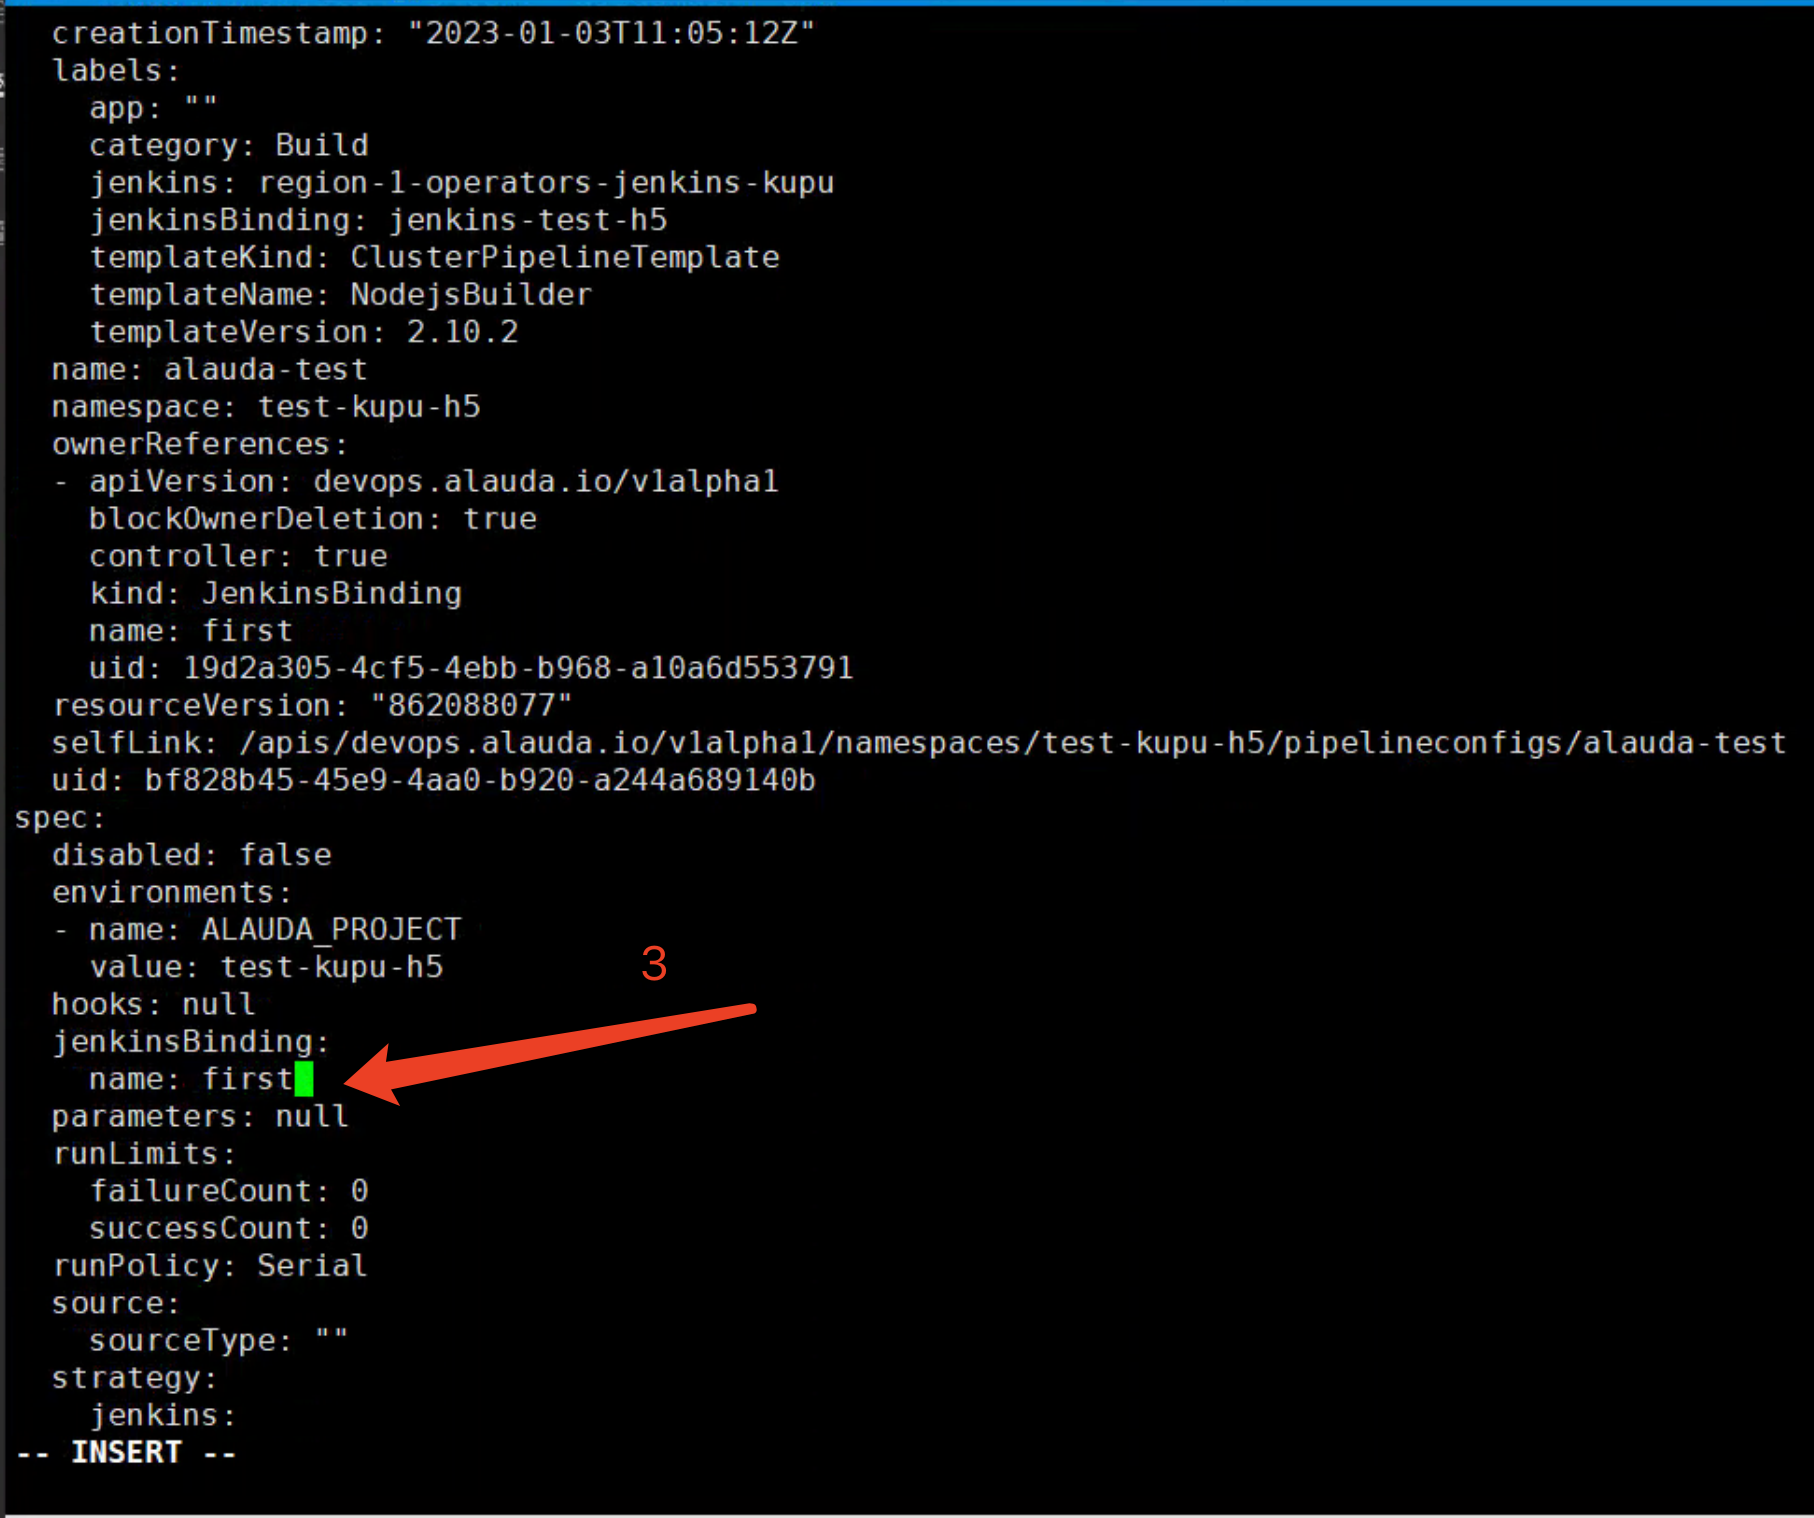 creationTimestamp: "2023-01-03T11:05:12Z"
labels:
app: ""
category: Build
jenkins: region-1-operators-jenkins-kupu
jenkinsBinding: jenkins-test-h5
templateKind: ClusterPipelineTemplate
templateName: NodejsBuilder
templateVersion: 2.10.2
name: alauda-test
namespace: test-kupu-h5
ownerReferences:
- apiVersion: devops.alauda.io/v1alpha1
blockOwnerDeletion: true
controller: true
kind: JenkinsBinding
name: first
uid: 19d2a305-4cf5-4ebb-b968-a10a6d553791
resourceVersion: "862088077"
selfLink: /apis/devops.alauda.io/v1alpha1/namespaces/test-kupu-h5/pipelineconfigs/alauda-test
uid: bf828b45-45e9-4aa0-b920-a244a689140b
spec:
disabled: false
environments:
- name: ALAUDA_PROJECT
value: test-kupu-h5
3
hooks: null
jenkinsBinding:
name: first
parameters: null
runLimits:
failureCount: 0
successCount: 0
runPolicy: Serial
source:
sourceType: ""
strategy:
jenkins:
-- INSERT --